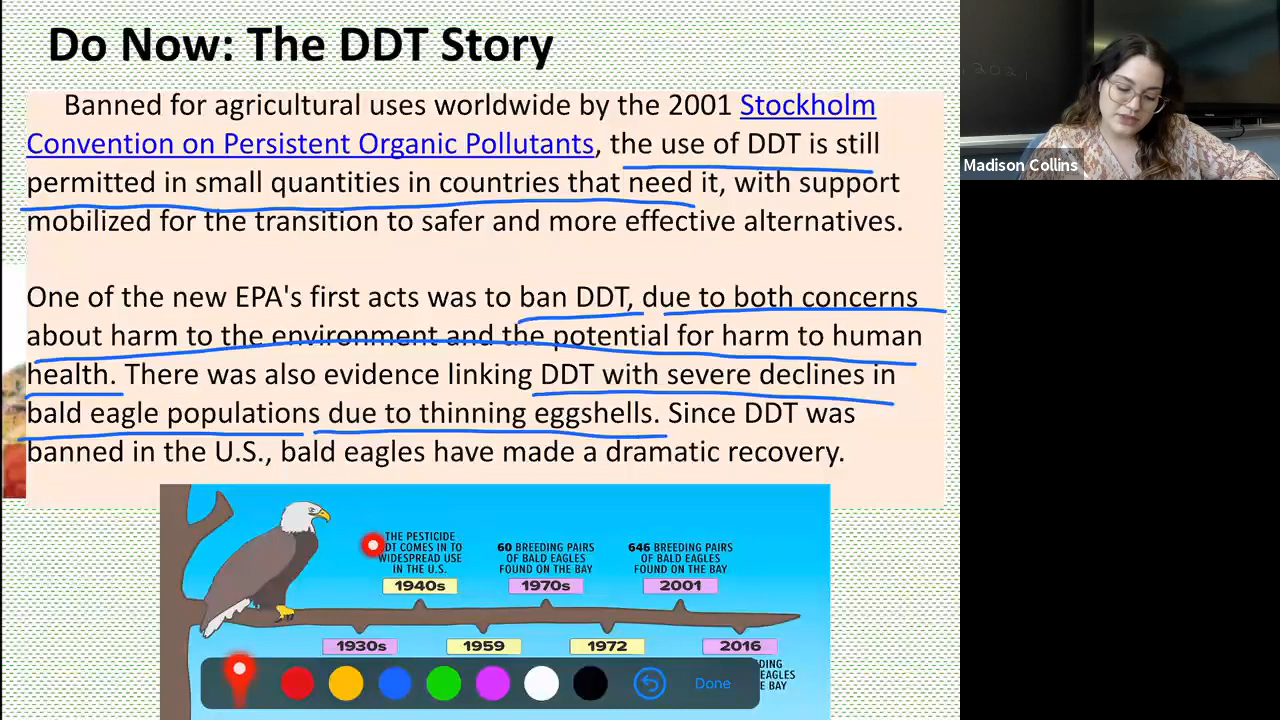 Do Now: The DDT Story
Banned for agricultural uses worldwide by the 2001 Stockholm
Convention on Persistent Organic Pollutants, the use of DDT is still
permitted in small quantities in countries that need it, with support
mobilized for the transition to safer and more effective alternatives.
One of the new EPA's first acts was to ban DDT, due to both concerns
about harm to the environment and the potential for harm to human
health. There was also evidence linking DDT with severe declines in
bald eagle populations due to thinning eggshells. Since DDT was
banned in the U.S., bald eagles have made a dramatic recovery.
THE PESTICIDE
DT COMES IN TO
WIDESPREAD USE
IN THE U.S.
1940s
60 BREEDING PAIRS
OF BALD EAGLES
FOUND ON THE BAY
1970s
646 BREEDING PAIRS
OF BALD EAGLES
FOUND ON THE BAY
2001
1930s
1959
1972
2016
DING
EAGLES
E BAY
Done
Madison Collins
2021